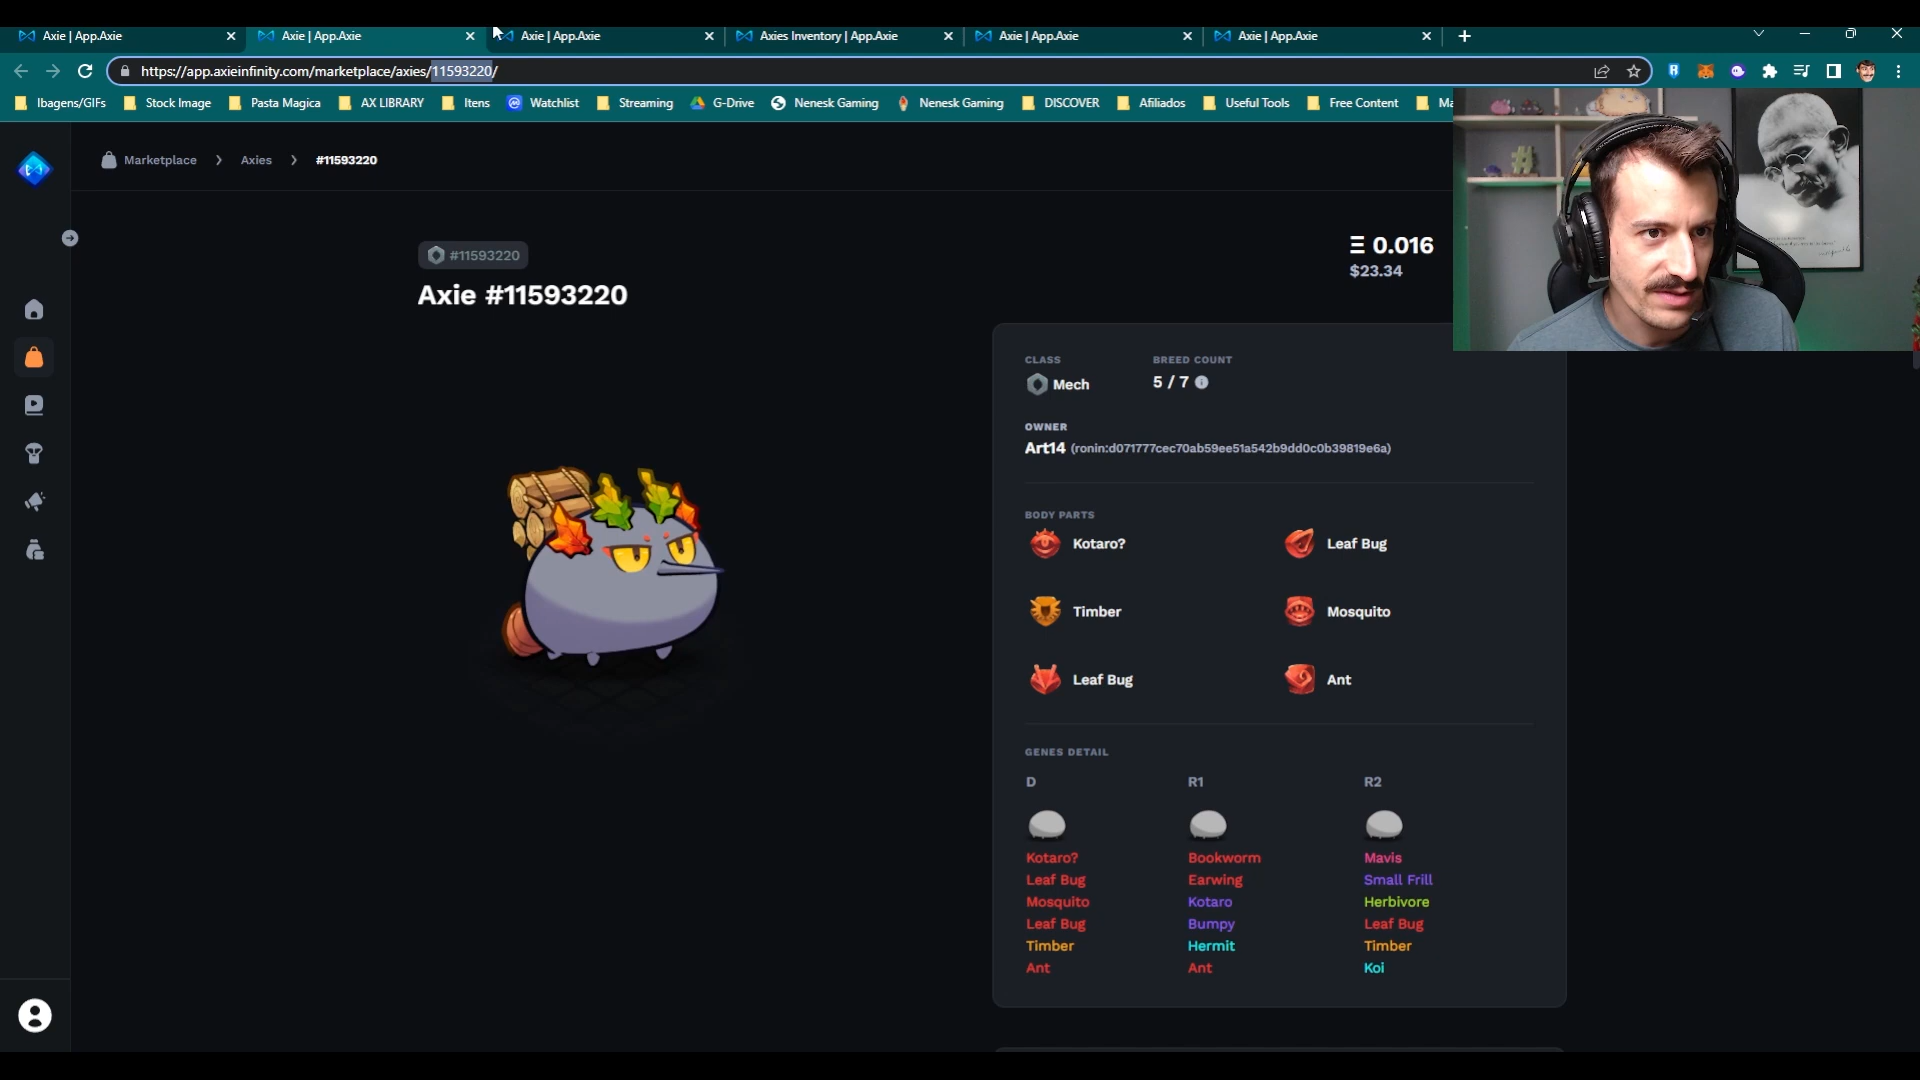 Axie | App.Axie
Axie | App.Axie
Axie | App.Axie
Axies Inventory | App.Axie
Axie | App.Axie
Axie | App.Axie
https://app.axieinfinity.com/marketplace/axies/11593220/
Ibagens/GIFs
Stock Image
Pasta Magica
AX LIBRARY
Itens
Watchlist
Streaming
G-Drive
Nenesk Gaming
Nenesk Gaming
DISCOVER
Afiliados
Useful Tools
Free Content
Ma
Marketplace
Axies
#11593220
#11593220
Axie #11593220
Ξ 0.016
$23.34
CLASS
BREED COUNT
Mech
5 / 7
OWNER
Art14 (ronin:d071777cec70ab59ee51a542b9dd0c0b39819e6a)
BODY PARTS
Kotaro?
Leaf Bug
Timber
Mosquito
Leaf Bug
Ant
GENES DETAIL
D R1 R2
Kotaro? Bookworm Mavis
Leaf Bug Earwing Small Frill
Mosquito Kotaro Herbivore
Leaf Bug Bumpy Leaf Bug
Timber Hermit Timber
Ant Ant Koi